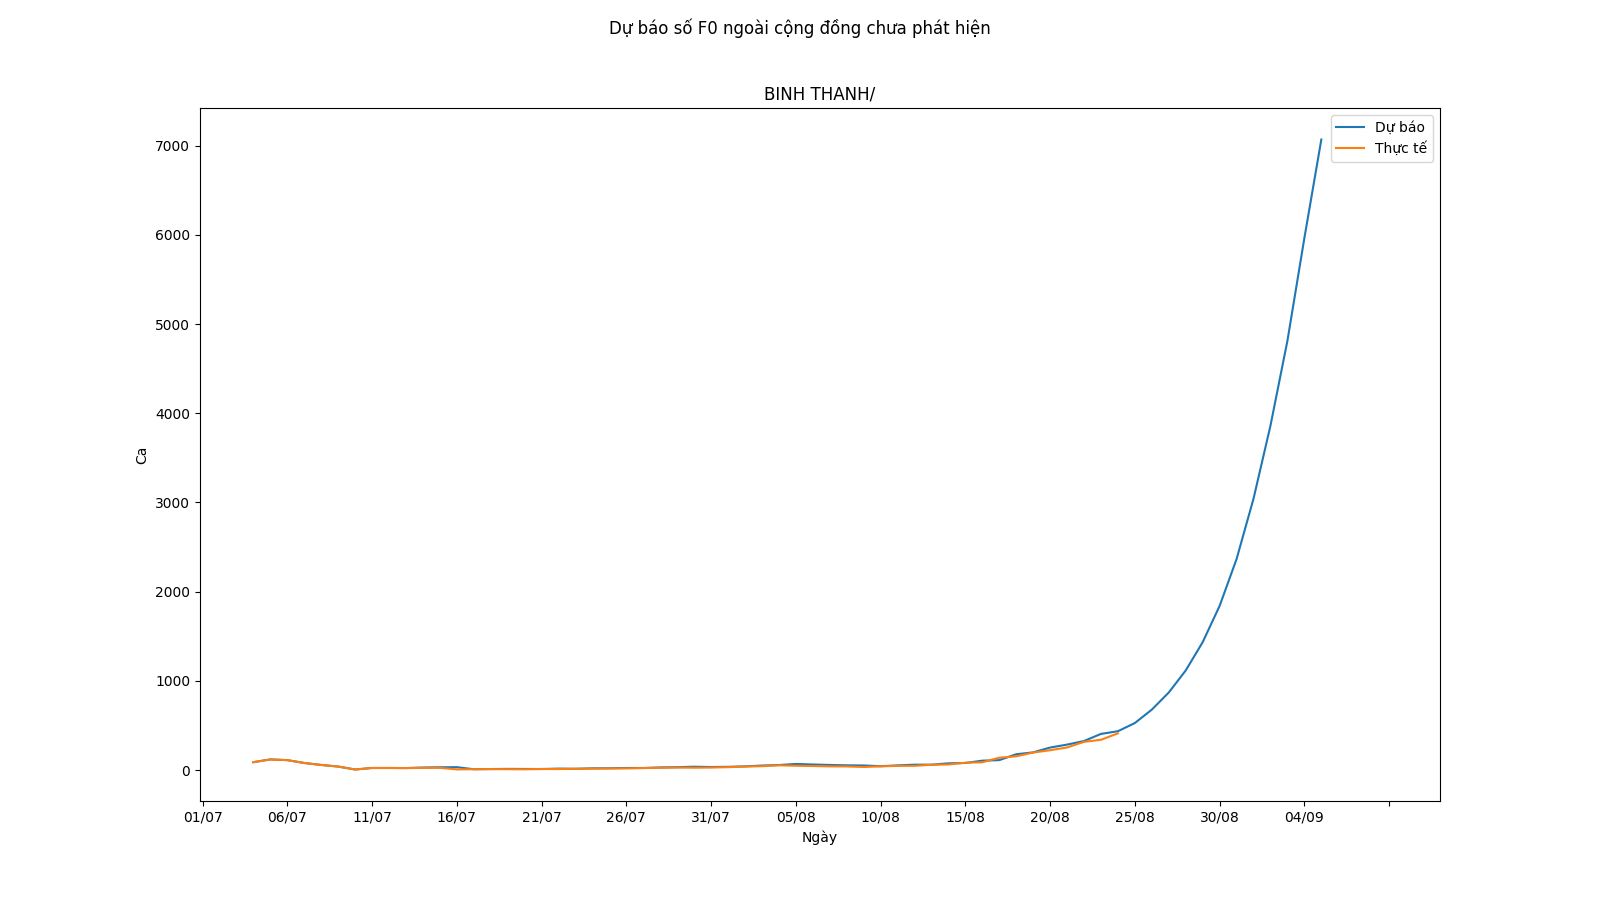 Dự báo số F0 ngoài cộng đồng chưa phát hiện
BINH THANH/
Dự báo
Thực tế
7000
6000
5000
4000
3000
2000
1000
0
Ca
01/07 06/07 11/07 16/07 21/07 26/07 31/07 05/08 10/08 15/08 20/08 25/08 30/08 04/09
Ngày